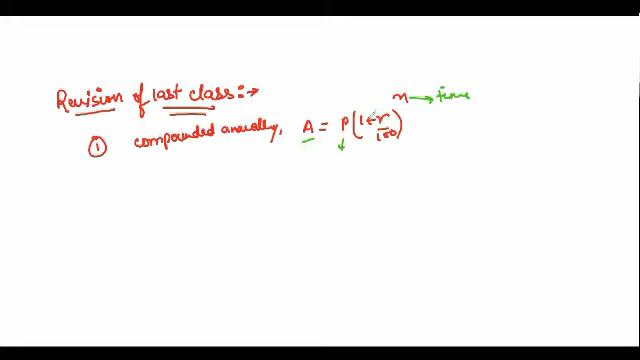 Revision of last class :→
① compounded annually, A = P(1+r/100)^n → time